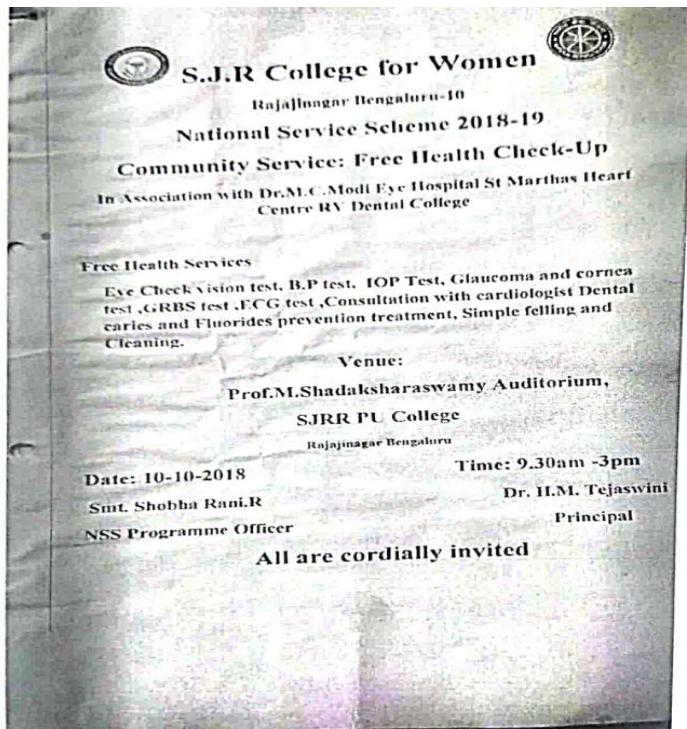 S.J.R College for Women
Rajajinagar Bengaluru-10
National Service Scheme 2018-19
Community Service: Free Health Check-Up
In Association with Dr.M.C.Modi Eye Hospital St Marthas Heart
Centre RV Dental College
Free Health Services
Eye Check vision test, B.P test, IOP Test, Glaucoma and cornea
test ,GRBS test ,ECG test ,Consultation with cardiologist Dental
caries and Fluorides prevention treatment, Simple felling and
Cleaning.
Venue:
Prof.M.Shadaksharaswamy Auditorium,
SJRR PU College
Rajajinagar Bengaluru
Date: 10-10-2018 Time: 9.30am -3pm
Smt. Shobha Rani.R Dr. H.M. Tejaswini
NSS Programme Officer Principal
All are cordially invited